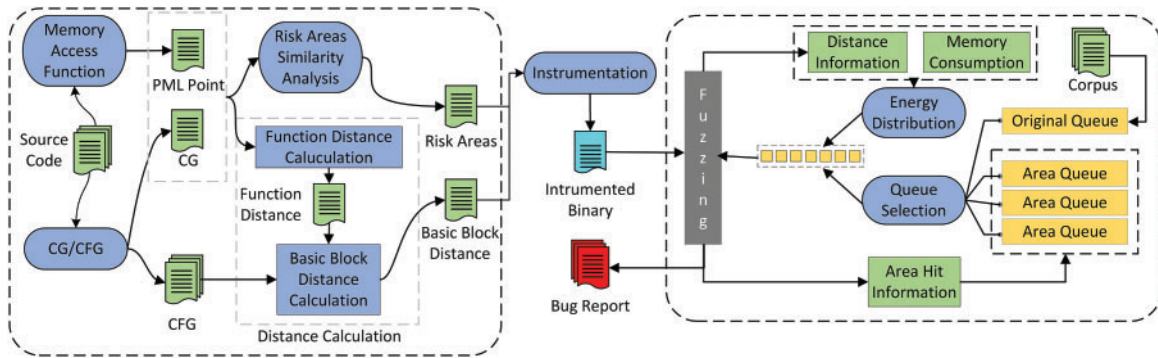 Memory
Access
Function
PML Point
Source
Code
CG
CG/CFG
CFG
Risk Areas
Similarity
Analysis
Function Distance
Caluculation
Function
Distance
Basic Block
Distance
Calculation
Distance Calculation
Risk Areas
Basic Block
Distance
Instrumentation
Intrumented
Binary
Bug Report
Fuzzing
Distance
Information
Memory
Consumption
Energy
Distribution
Queue
Selection
Area Hit
Information
Corpus
Original Queue
Area Queue
Area Queue
Area Queue